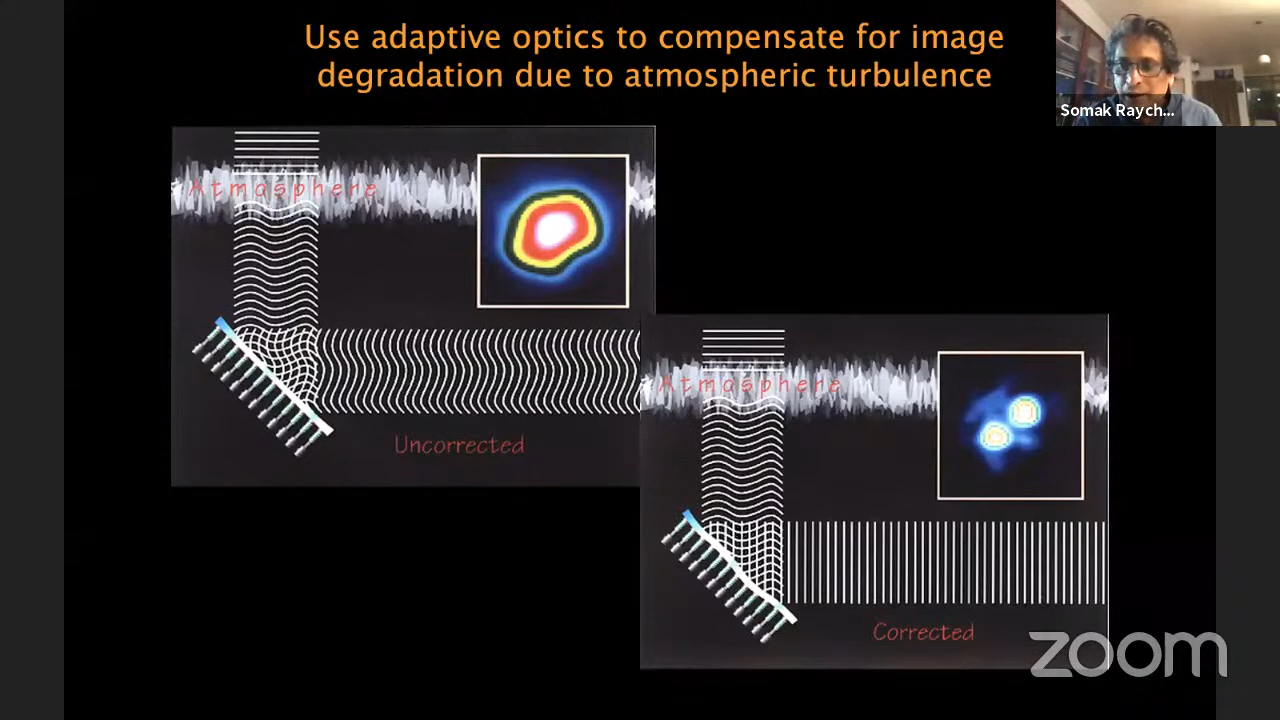 Use adaptive optics to compensate for image
degradation due to atmospheric turbulence
Somak Raych...
Atmosphere
Uncorrected
Atmosphere
Corrected
zoom